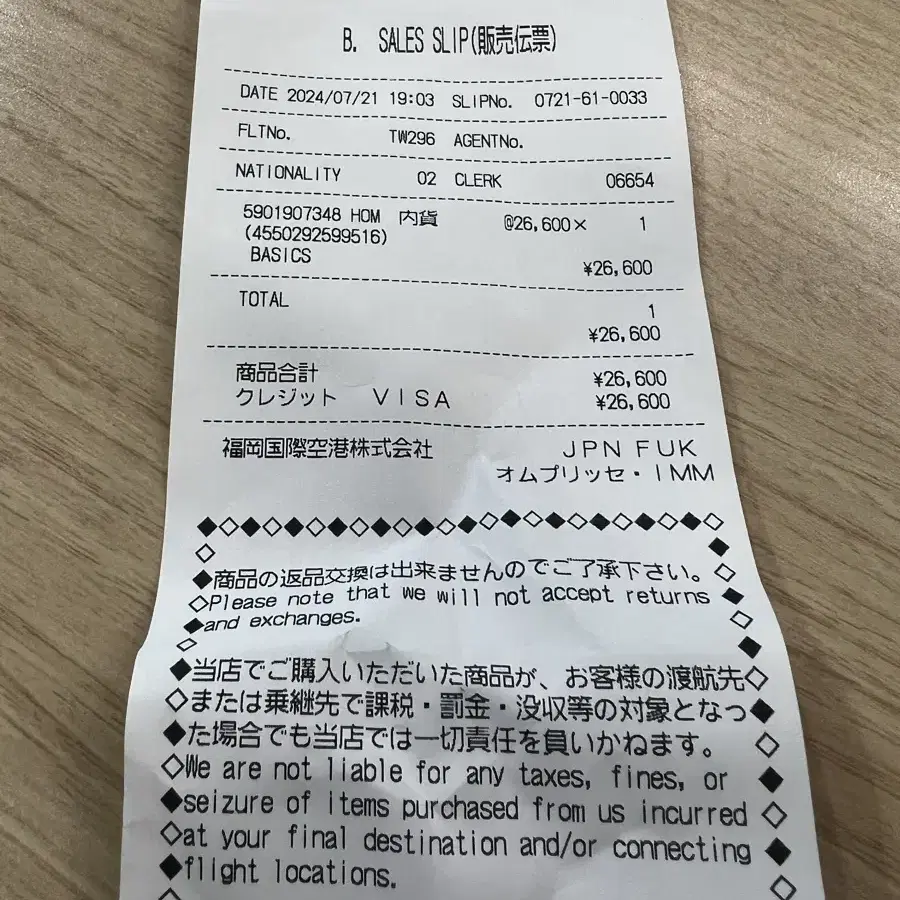 B. SALES SLIP(販売伝票)
DATE 2024/07/21 19:03 SLIPNo. 0721-61-0033
FLTNo. TW296 AGENTNo.
NATIONALITY 02 CLERK 06654
5901907348 HOM 内貨 @26,600× 1
(4550292599516)
BASICS ¥26,600
TOTAL 1
¥26,600
商品合計 ¥26,600
クレジット VISA ¥26,600
福岡国際空港株式会社 JPN FUK
オムプリッセ・IMM
◆◇◆◇◆◇◆◇◆◇◆◇◆◇◆◇◆◇◆◇◆◇◆◇
◇ ◆
◆商品の返品交換は出来ませんのでご了承下さい。◇
◇Please note that we will not accept returns ◆
◆and exchanges. ◇
◇ ◆
◆当店でご購入いただいた商品が、お客様の渡航先◇
◇または乗継先で課税・罰金・没収等の対象となっ◆
◆た場合でも当店では一切責任を負いかねます。 ◇
◇We are not liable for any taxes, fines, or ◆
◆seizure of items purchased from us incurred ◇
◇at your final destination and/or connecting ◆
◆flight locations. ◇